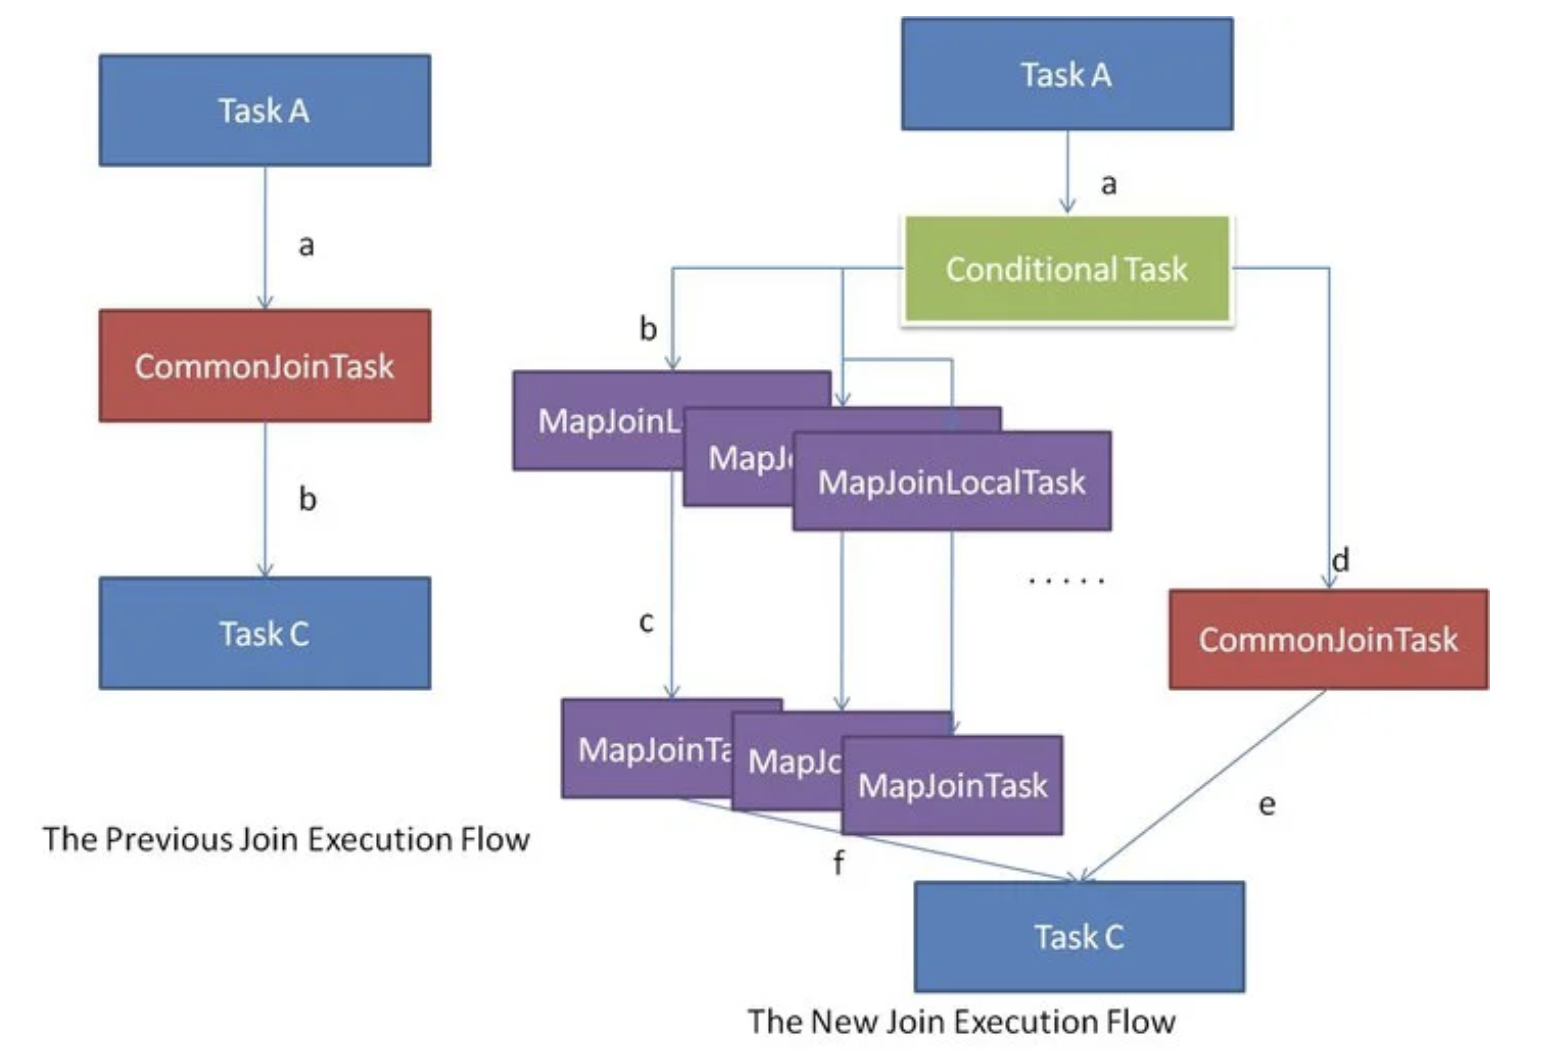 Task A
a
CommonJoinTask
b
Task C
The Previous Join Execution Flow
Task A
a
Conditional Task
b
MapJoinL
MapJ
MapJoinLocalTask
. . . . .
d
c
CommonJoinTask
MapJoinTa
MapJo
MapJoinTask
e
f
Task C
The New Join Execution Flow